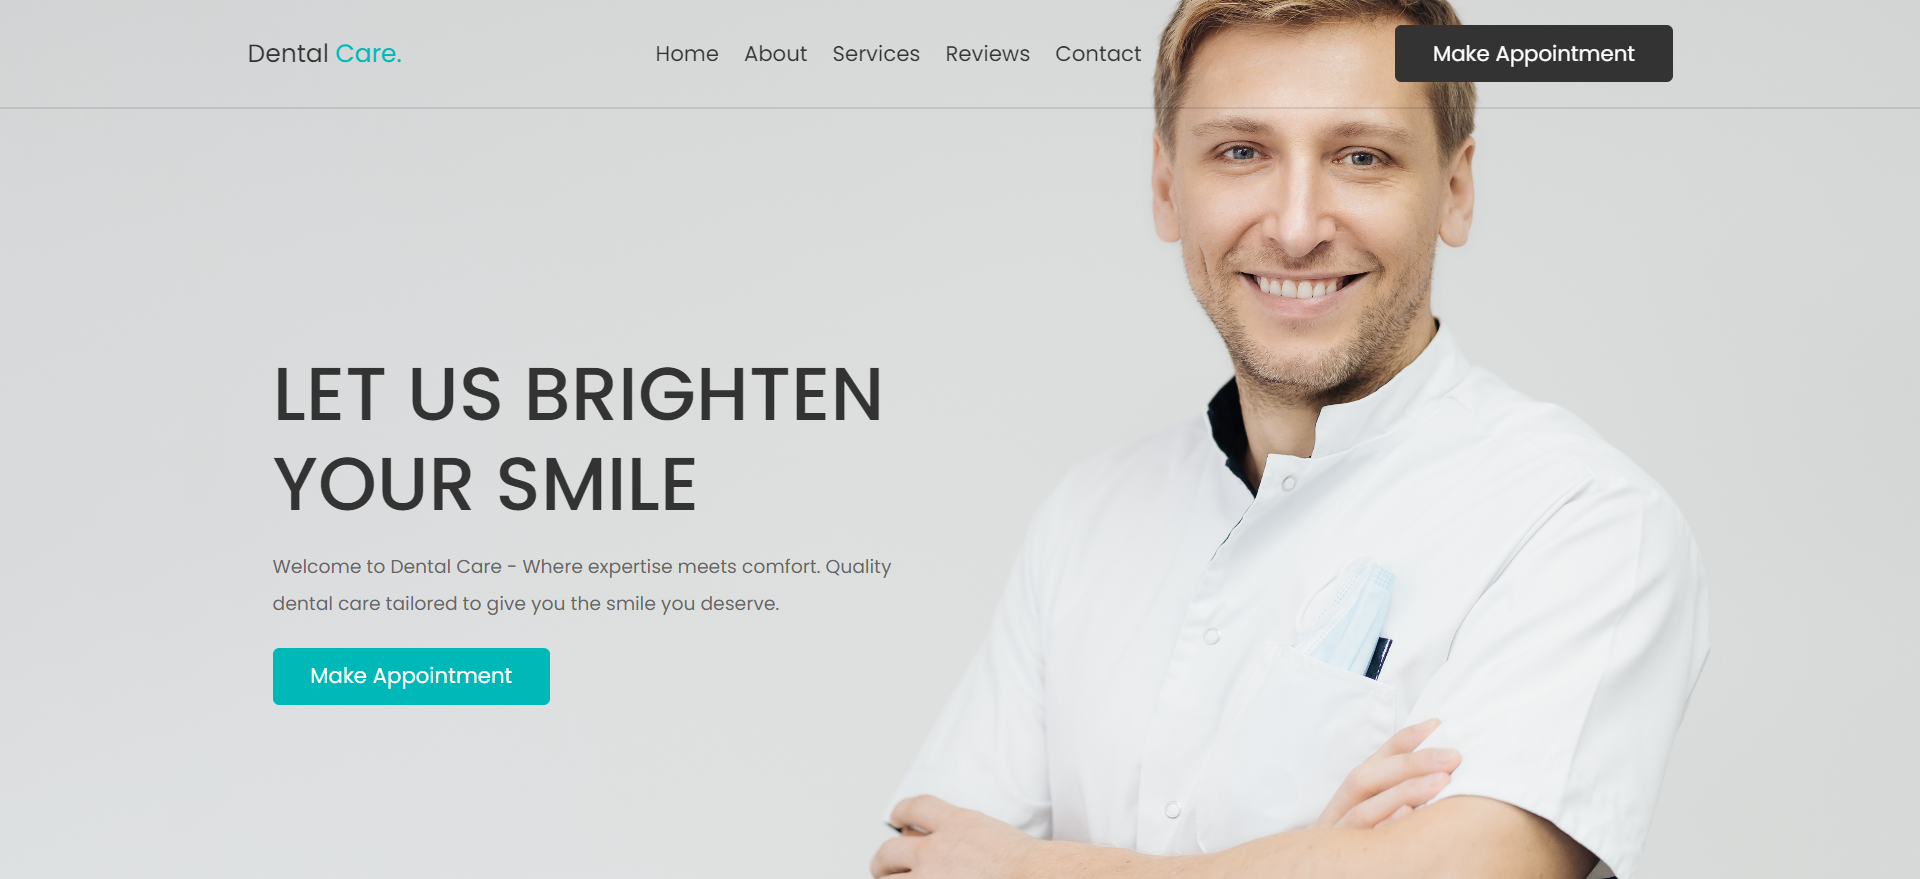 Dental Care.
Home About Services Reviews Contact
Make Appointment
LET US BRIGHTEN
YOUR SMILE
Welcome to Dental Care - Where expertise meets comfort. Quality
dental care tailored to give you the smile you deserve.
Make Appointment